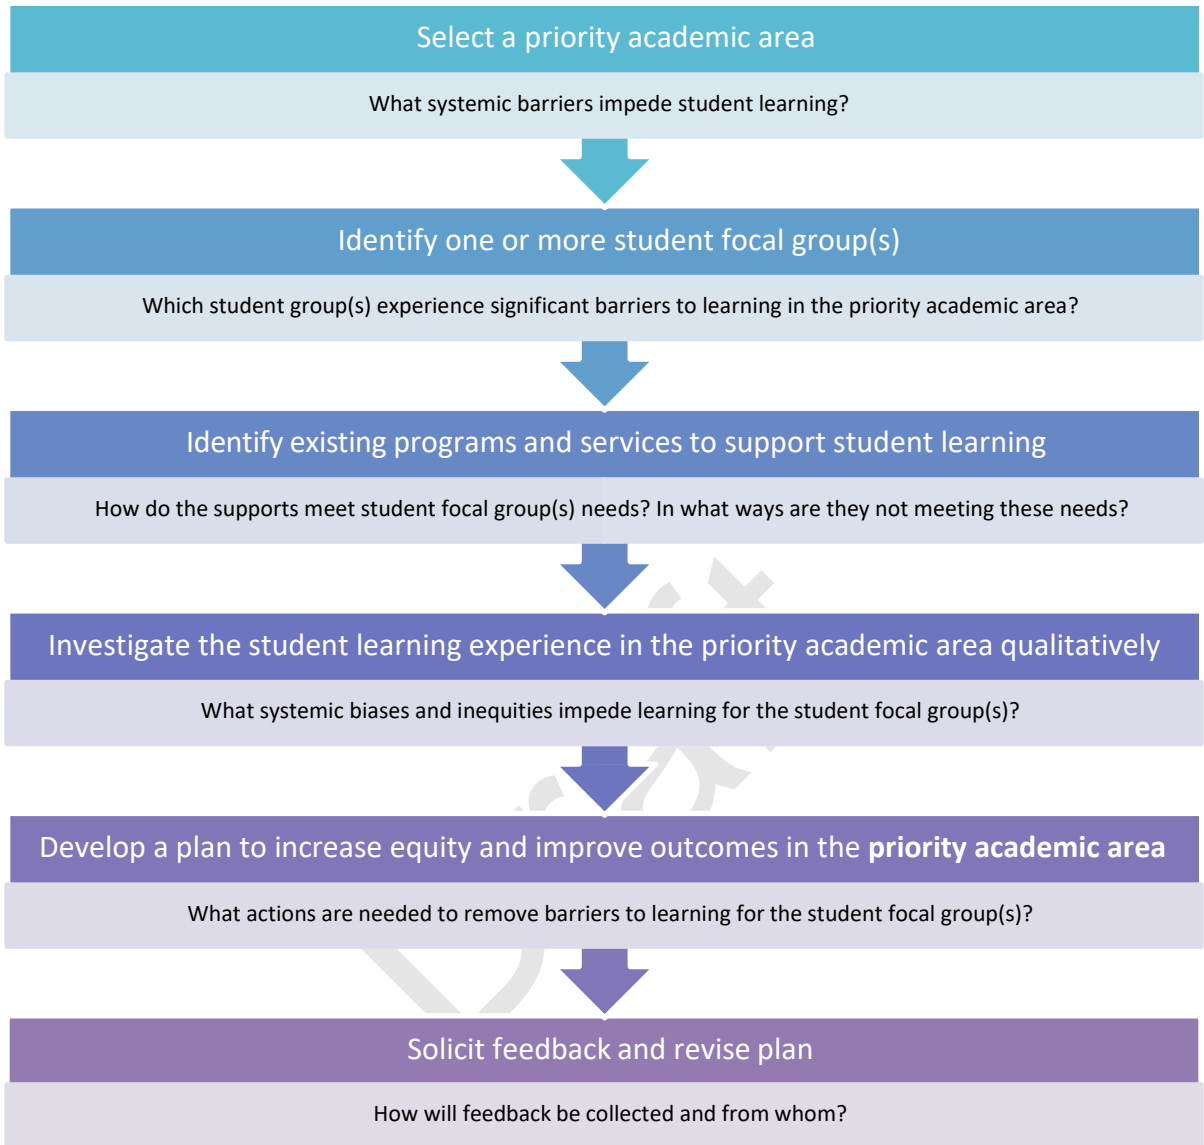 Select a priority academic area
What systemic barriers impede student learning?
Identify one or more student focal group(s)
Which student group(s) experience significant barriers to learning in the priority academic area?
Identify existing programs and services to support student learning
How do the supports meet student focal group(s) needs? In what ways are they not meeting these needs?
Investigate the student learning experience in the priority academic area qualitatively
What systemic biases and inequities impede learning for the student focal group(s)?
Develop a plan to increase equity and improve outcomes in the priority academic area
What actions are needed to remove barriers to learning for the student focal group(s)?
Solicit feedback and revise plan
How will feedback be collected and from whom?
Draft